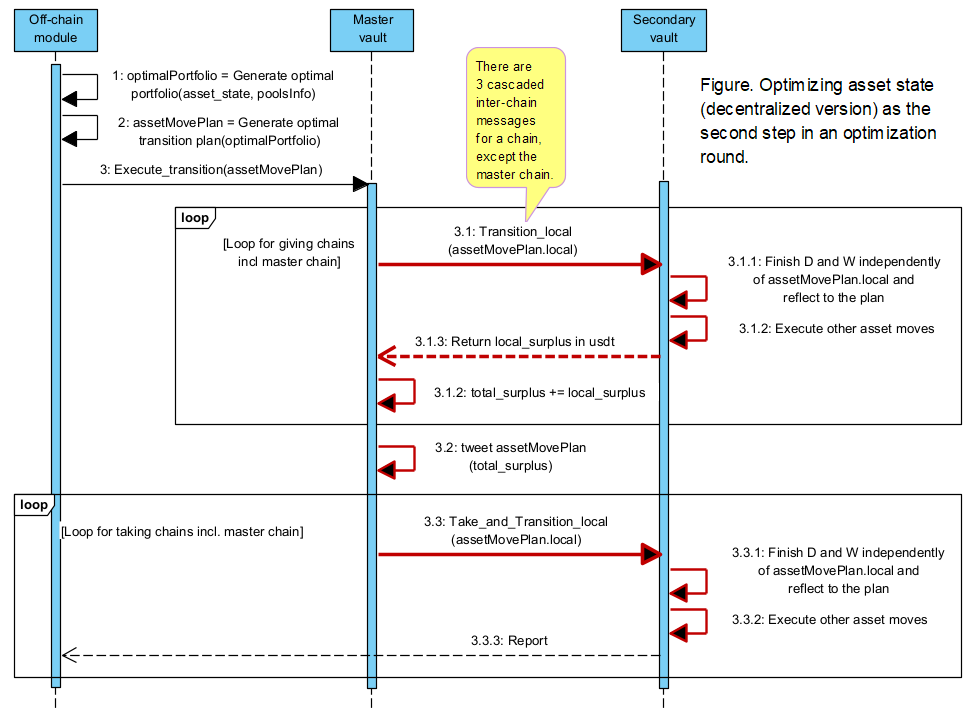 Off-chain
module
Master
vault
Secondary
vault
There are
3 cascaded
inter-chain
messages
for a chain,
except the
master chain.
Figure. Optimizing asset state
(decentralized version) as the
second step in an optimization
round.
1: optimalPortfolio = Generate optimal
portfolio(asset_state, poolsInfo)
2: assetMovePlan = Generate optimal
transition plan(optimalPortfolio)
3: Execute_transition(assetMovePlan)
loop
[Loop for giving chains
incl master chain]
3.1: Transition_local
(assetMovePlan.local)
3.1.1: Finish D and W independently
of assetMovePlan.local and
reflect to the plan
3.1.2: Execute other asset moves
3.1.3: Return local_surplus in usdt
3.1.2: total_surplus += local_surplus
3.2: tweet assetMovePlan
(total_surplus)
loop
[Loop for taking chains incl. master chain]
3.3: Take_and_Transition_local
(assetMovePlan.local)
3.3.1: Finish D and W independently
of assetMovePlan.local and
reflect to the plan
3.3.2: Execute other asset moves
3.3.3: Report